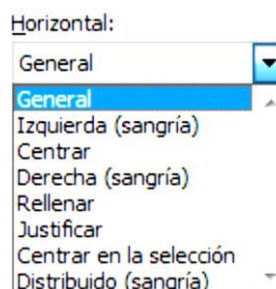 Horizontal:
General
General
Izquierda (sangría)
Centrar
Derecha (sangría)
Rellenar
Justificar
Centrar en la selección
Distribuido (sangría)